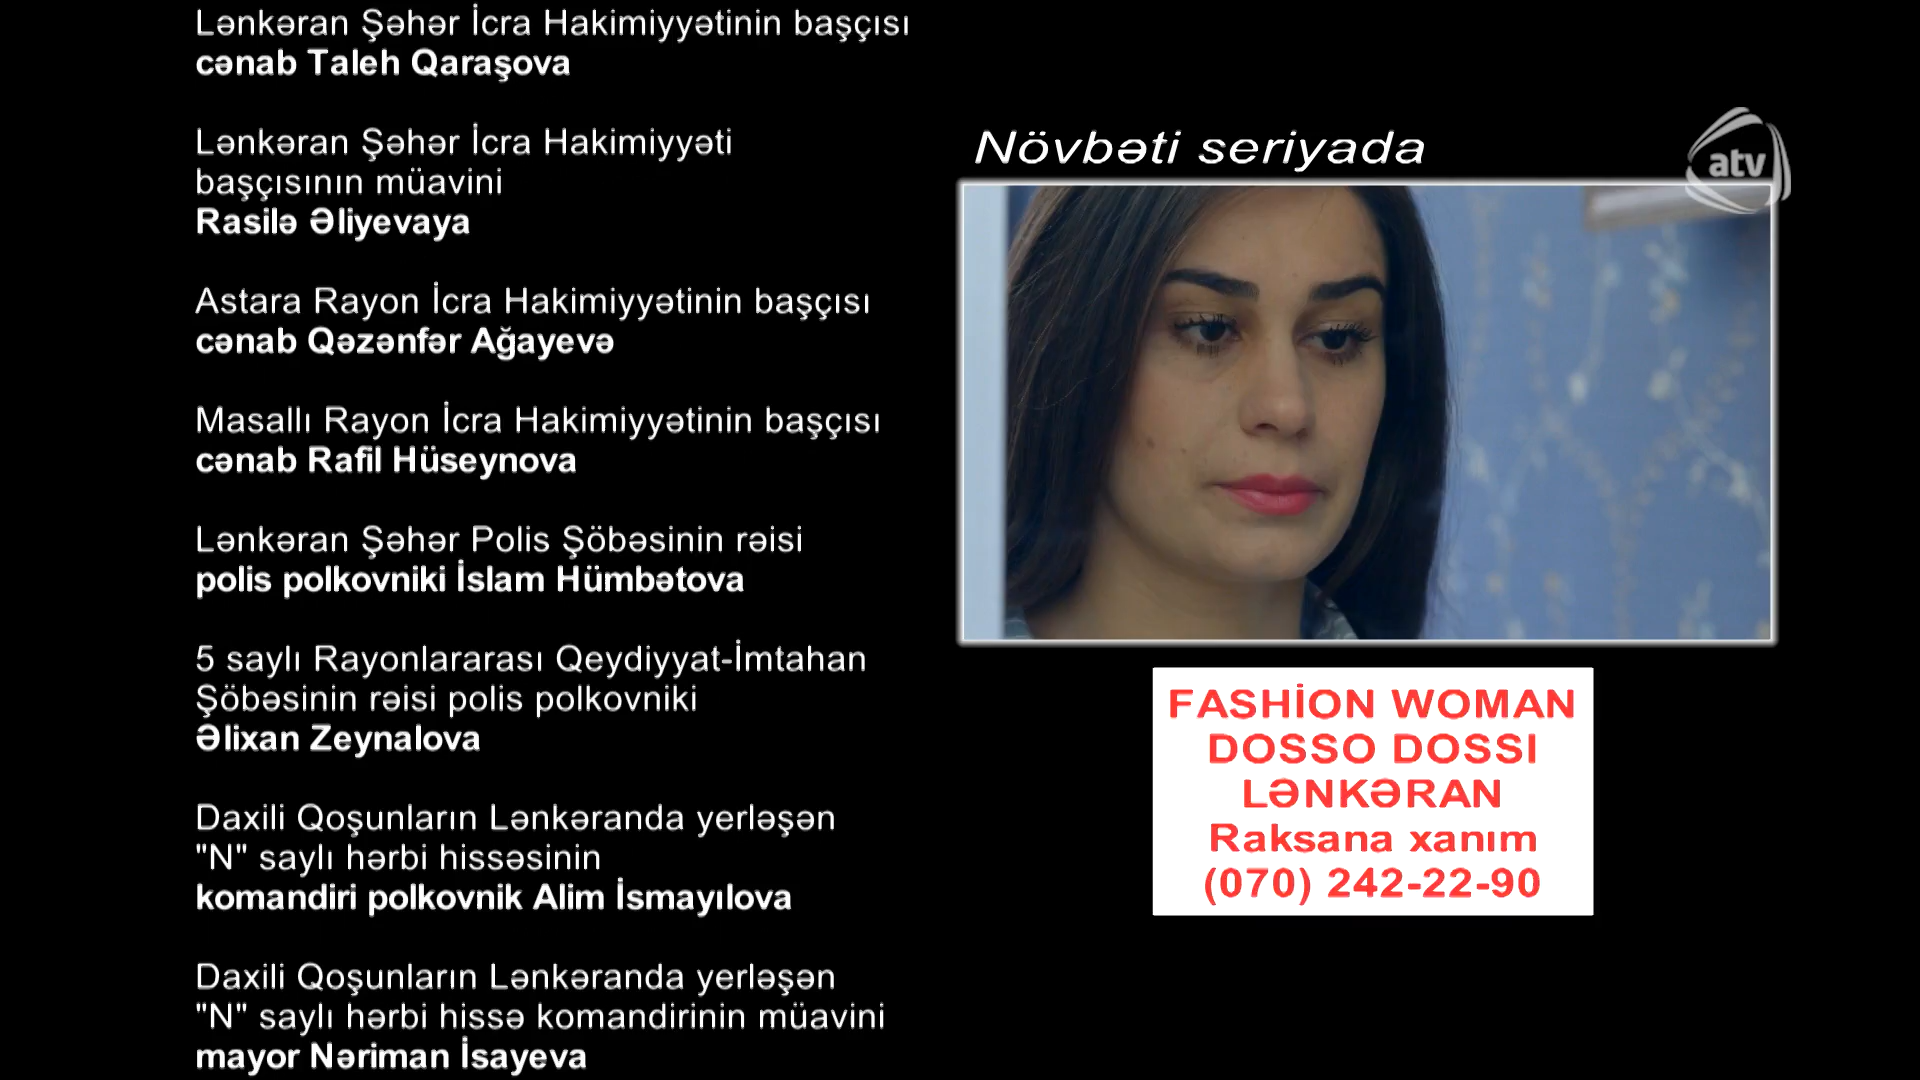 Lənkəran Şəhər İcra Hakimiyyətinin başçısı
cənab Taleh Qaraşova
Lənkəran Şəhər İcra Hakimiyyəti
başçısının müavini
Rasilə Əliyevaya
Astara Rayon İcra Hakimiyyətinin başçısı
cənab Qəzənfər Ağayevə
Masallı Rayon İcra Hakimiyyətinin başçısı
cənab Rafil Hüseynova
Lənkəran Şəhər Polis Şöbəsinin rəisi
polis polkovniki İslam Hümbətova
5 saylı Rayonlararası Qeydiyyat-İmtahan
Şöbəsinin rəisi polis polkovniki
Əlixan Zeynalova
Daxili Qoşunların Lənkəranda yerləşən
"N" saylı hərbi hissəsinin
komandiri polkovnik Alim İsmayılova
Daxili Qoşunların Lənkəranda yerləşən
"N" saylı hərbi hissə komandirinin müavini
mayor Nəriman İsayeva
Növbəti seriyada
atv
FASHİON WOMAN
DOSSO DOSSI
LƏNKƏRAN
Raksana xanım
(070) 242-22-90